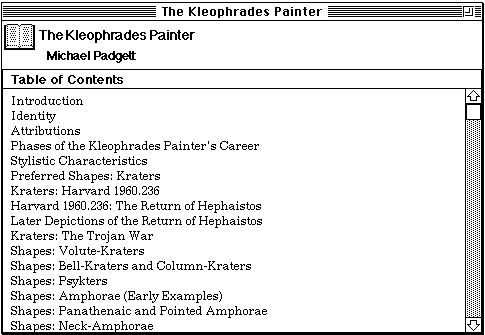 The Kleophrades Painter
The Kleophrades Painter
Michael Padgett
Table of Contents
Introduction
Identity
Attributions
Phases of the Kleophrades Painter's Career
Stylistic Characteristics
Preferred Shapes: Kraters
Kraters: Harvard 1960.236
Harvard 1960.236: The Return of Hephaistos
Later Depictions of the Return of Hephaistos
Kraters: The Trojan War
Shapes: Volute-Kraters
Shapes: Bell-Kraters and Column-Kraters
Shapes: Psykters
Shapes: Amphorae (Early Examples)
Shapes: Panathenaic and Pointed Amphorae
Shapes: Neck-Amphorae